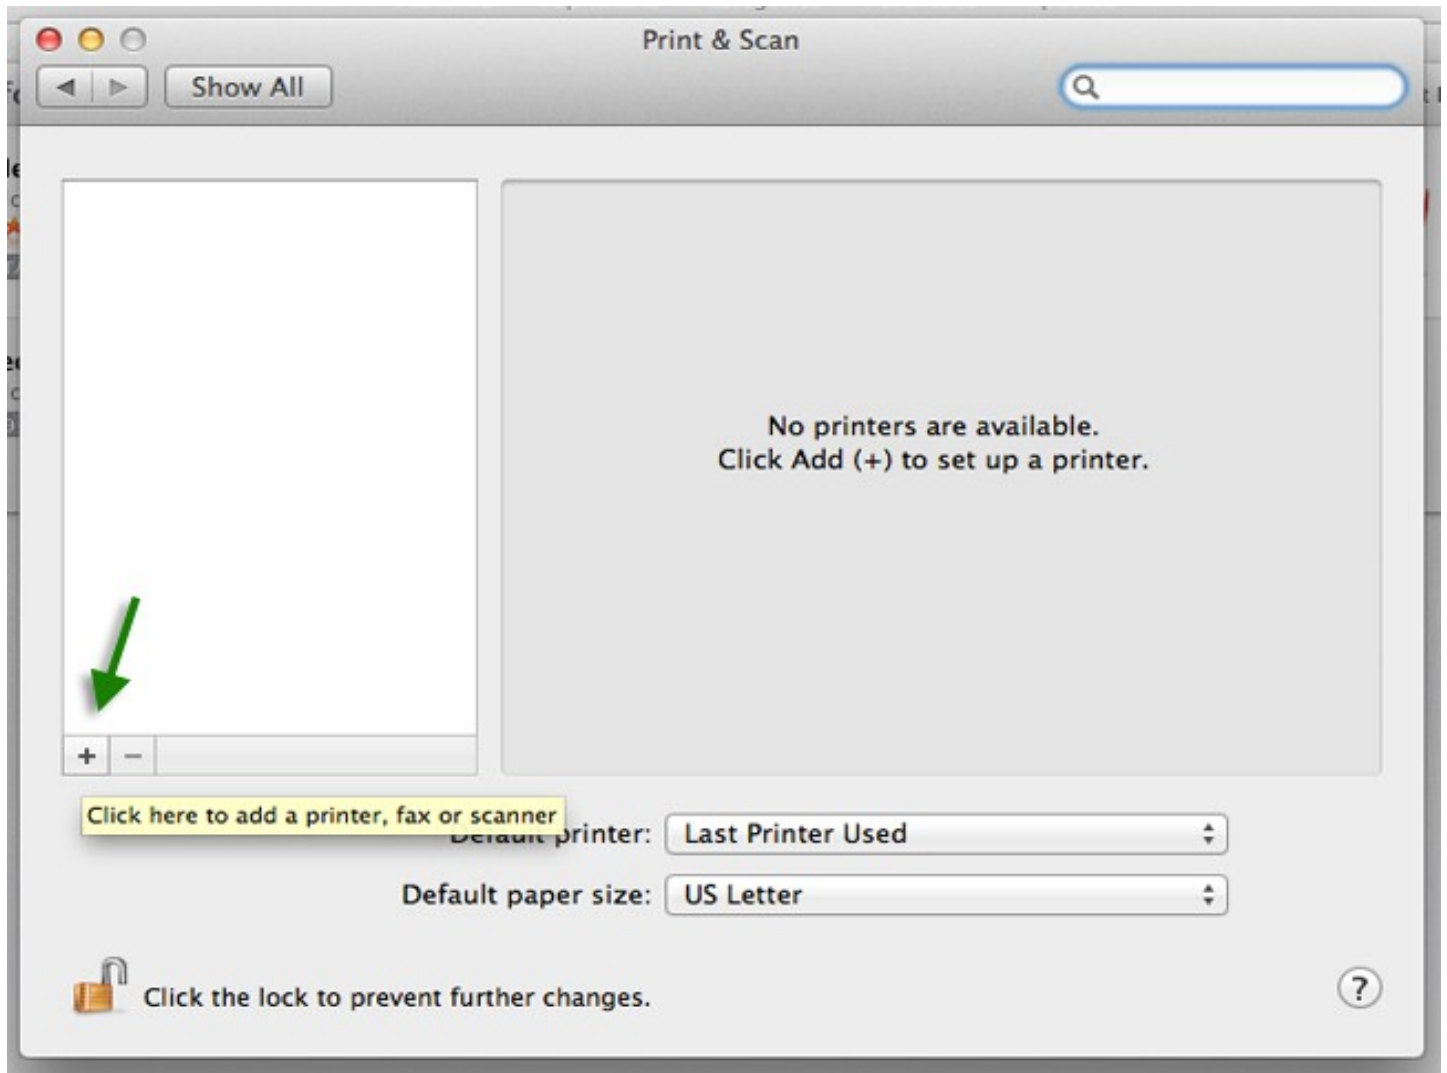 Print & Scan
Show All
No printers are available.
Click Add (+) to set up a printer.
+ −
Click here to add a printer, fax or scanner
Default printer: Last Printer Used
Default paper size: US Letter
Click the lock to prevent further changes.
?